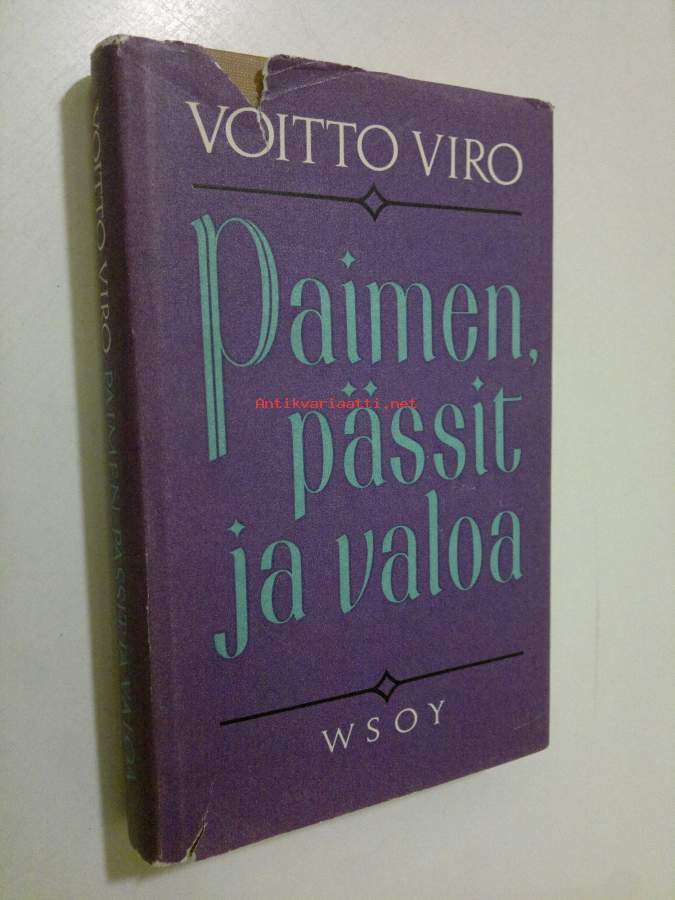 VOITTO VIRO
Paimen,
Antikvariaatti.net
pässit
ja valoa
WSOY
VOITTO VIRO PAIMEN, PÄSSIT JA VALOA